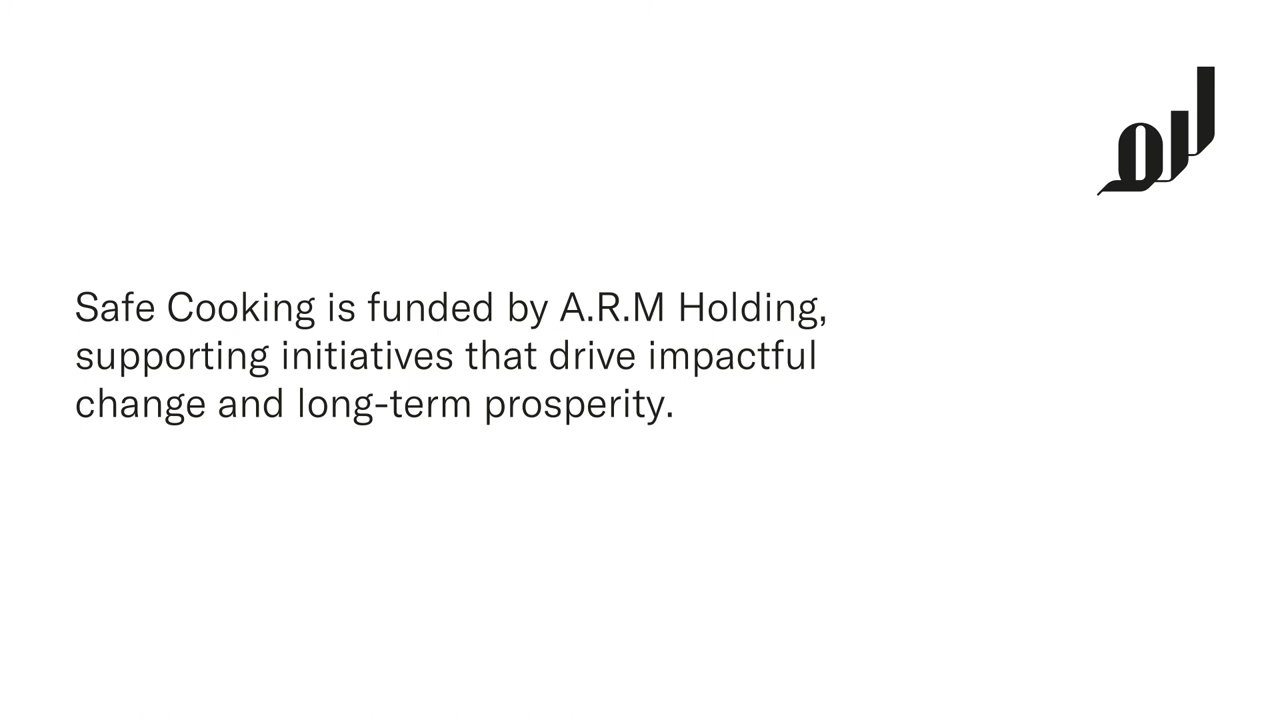 Safe Cooking is funded by A.R.M Holding,
supporting initiatives that drive impactful
change and long-term prosperity.